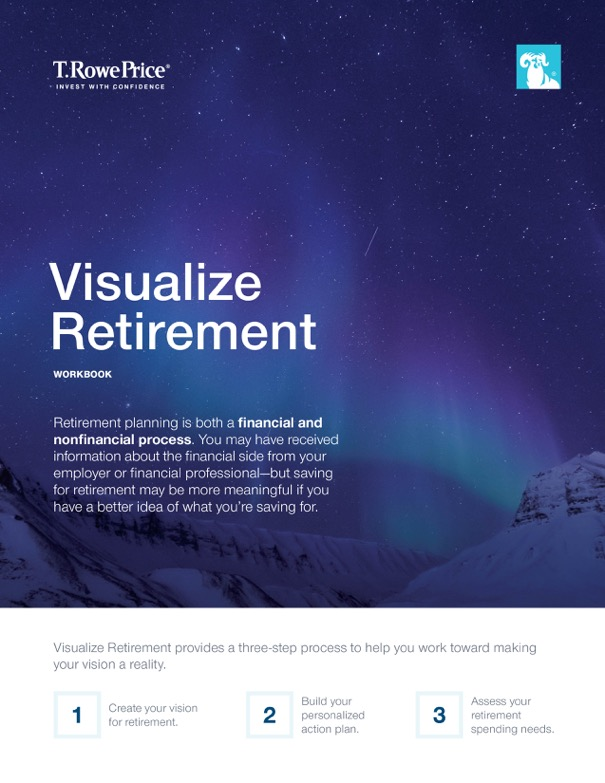 T.RowePrice®
INVEST WITH CONFIDENCE
®
Visualize
Retirement
WORKBOOK
Retirement planning is both a financial and
nonfinancial process. You may have received
information about the financial side from your
employer or financial professional—but saving
for retirement may be more meaningful if you
have a better idea of what you’re saving for.
Visualize Retirement provides a three-step process to help you work toward making
your vision a reality.
1
Create your vision
for retirement.
2
Build your
personalized
action plan.
3
Assess your
retirement
spending needs.